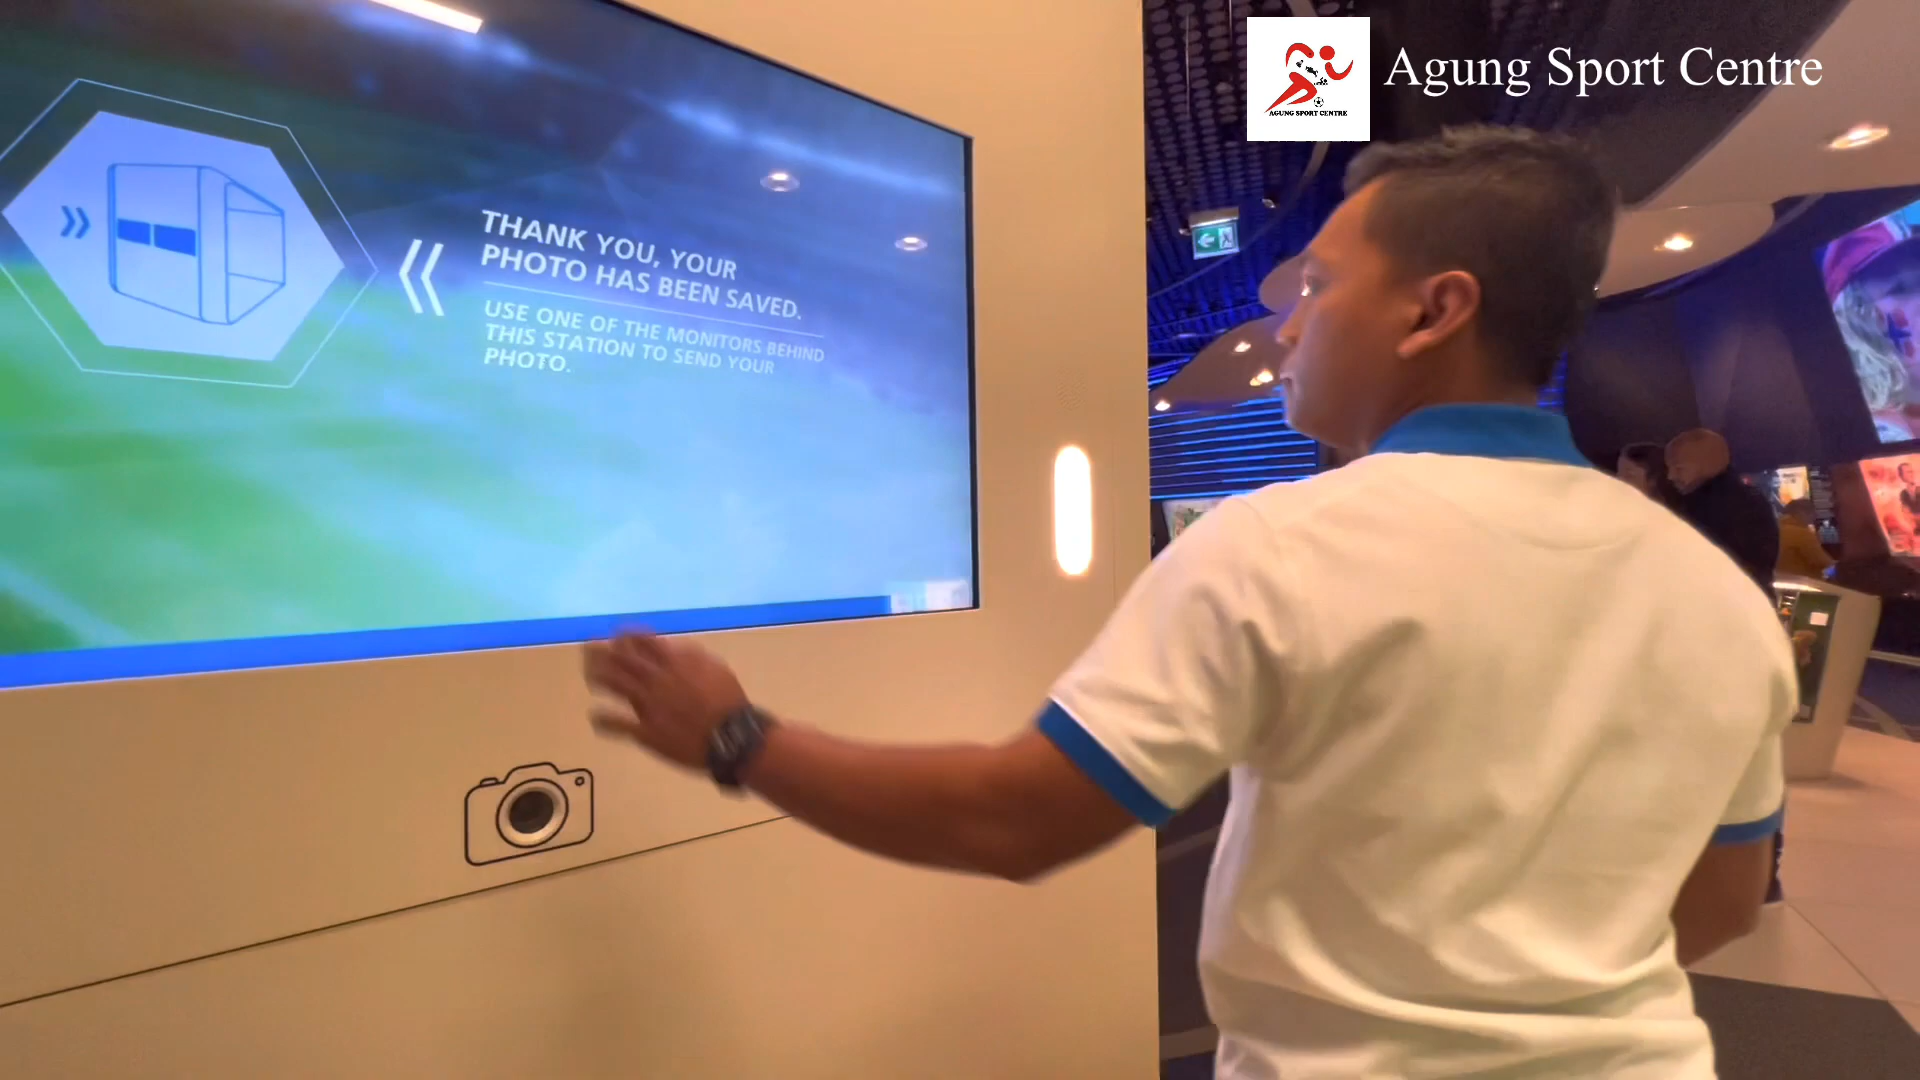 Agung Sport Centre
AGUNG SPORT CENTRE
THANK YOU, YOUR
PHOTO HAS BEEN SAVED.
USE ONE OF THE MONITORS BEHIND
THIS STATION TO SEND YOUR
PHOTO.